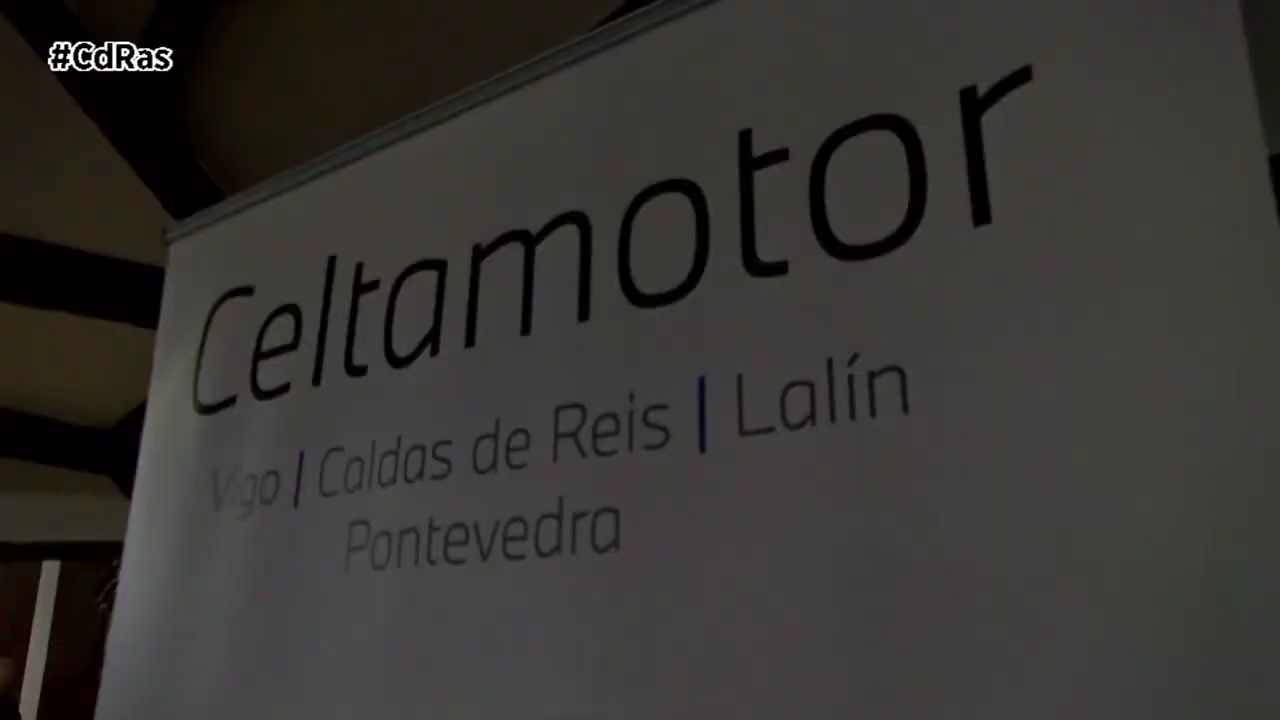 #CdRas
Celtamotor
Vigo | Caldas de Reis | Lalín
Pontevedra